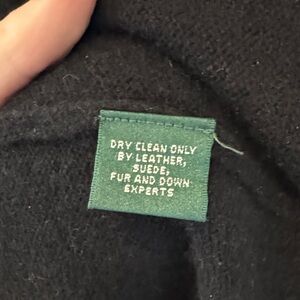 DRY CLEAN ONLY
BY LEATHER,
SUEDE,
FUR AND DOWN
EXPERTS